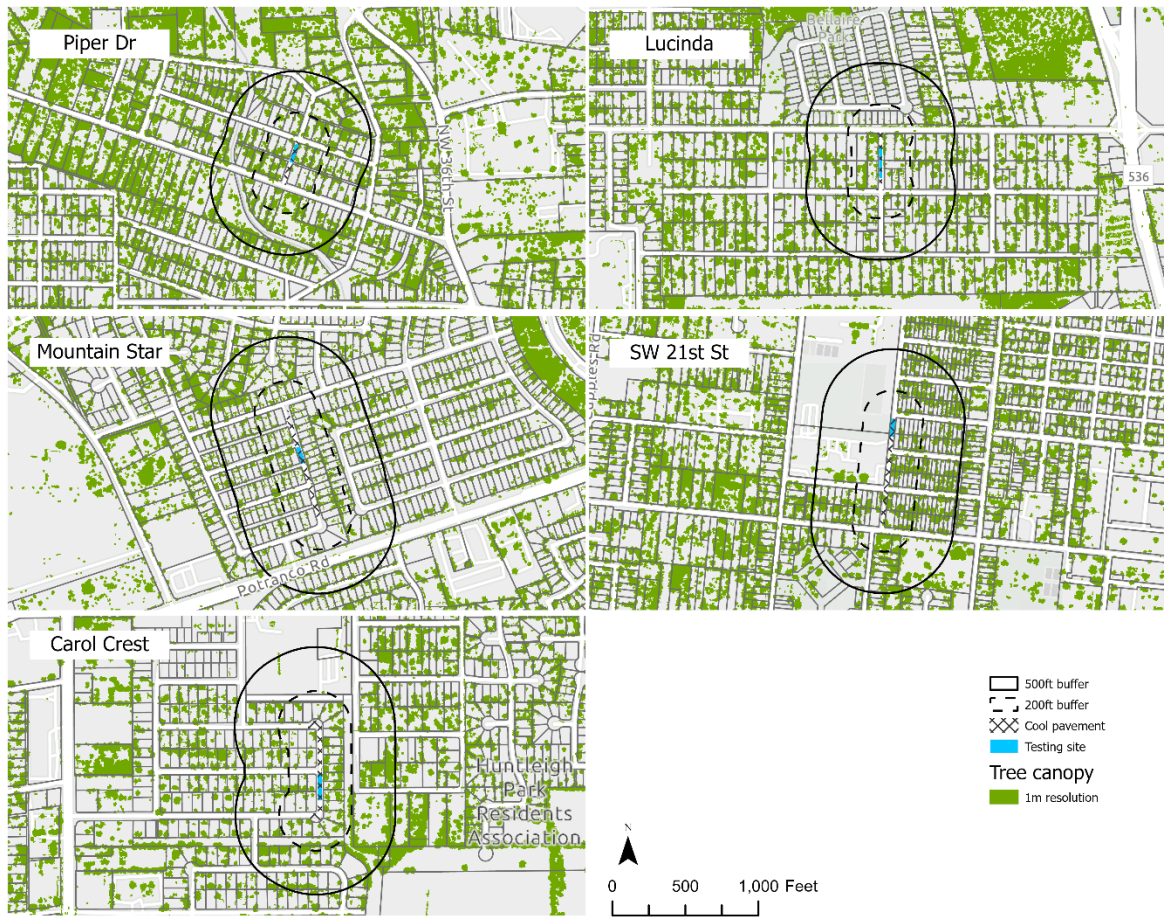 Piper Dr
NW 36th St
Lucinda
Bellaire
Park
536
Mountain Star
Potranco Rd
SW 21st St
Cupples Rd
Carol Crest
Huntleigh
Park
Residents
Association
500ft buffer
200ft buffer
Cool pavement
Testing site
Tree canopy
1m resolution
N
0 500 1,000 Feet